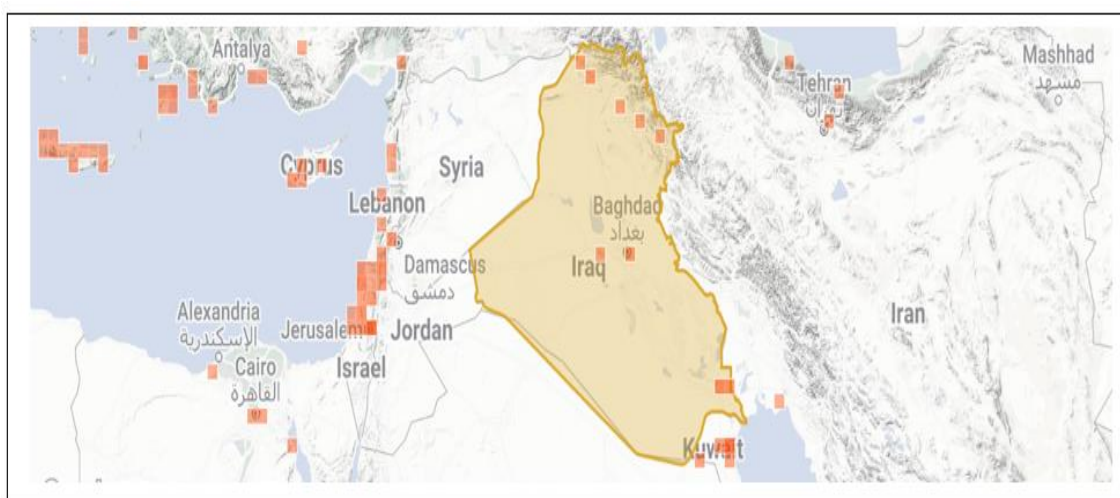 Antalya
Mashhad
مشهد
Tehran
تهران
Cyprus
Syria
Lebanon
Baghdad
بغداد
Damascus
دمشق
Iraq
Alexandria
الإسكندرية
Jerusalem
Jordan
Iran
Cairo
القاهرة
Israel
Kuwait